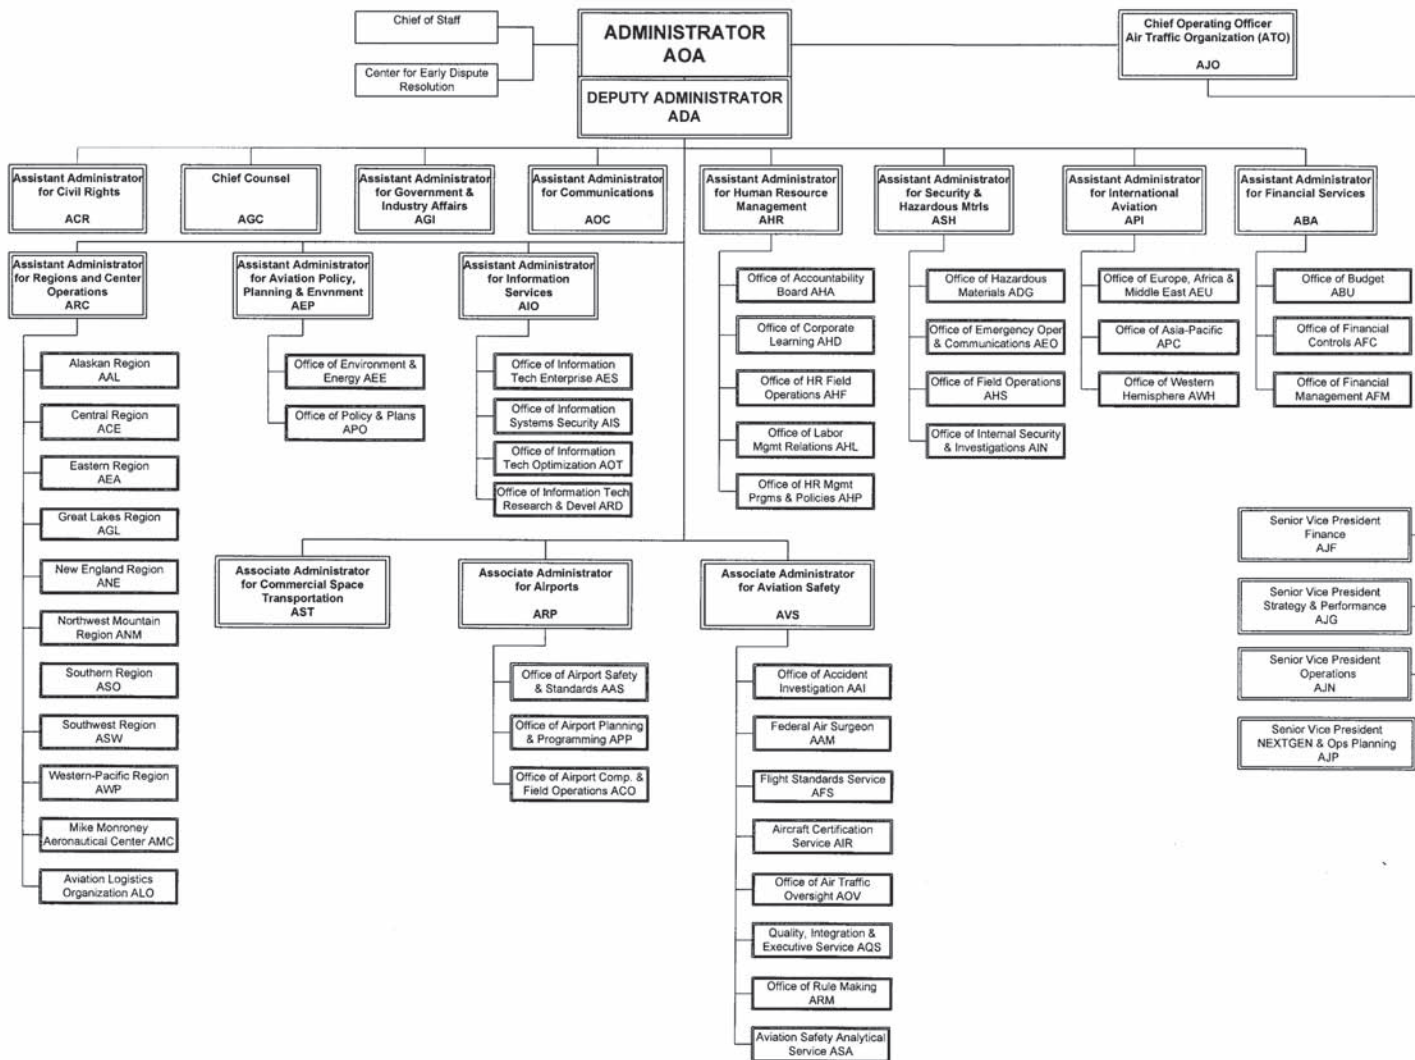 Chief of Staff
Center for Early Dispute
Resolution
ADMINISTRATOR
AOA
DEPUTY ADMINISTRATOR
ADA
Chief Operating Officer
Air Traffic Organization (ATO)
AJO
Assistant Administrator
for Civil Rights
ACR
Chief Counsel
AGC
Assistant Administrator
for Government &
Industry Affairs
AGI
Assistant Administrator
for Communications
AOC
Assistant Administrator
for Human Resource
Management
AHR
Assistant Administrator
for Security &
Hazardous Mtrls
ASH
Assistant Administrator
for International
Aviation
API
Assistant Administrator
for Financial Services
ABA
Assistant Administrator
for Regions and Center
Operations
ARC
Assistant Administrator
for Aviation Policy,
Planning & Envnment
AEP
Assistant Administrator
for Information
Services
AIO
Alaskan Region
AAL
Central Region
ACE
Eastern Region
AEA
Great Lakes Region
AGL
New England Region
ANE
Northwest Mountain
Region ANM
Southern Region
ASO
Southwest Region
ASW
Western-Pacific Region
AWP
Mike Monroney
Aeronautical Center AMC
Aviation Logistics
Organization ALO
Office of Environment &
Energy AEE
Office of Policy & Plans
APO
Office of Information
Tech Enterprise AES
Office of Information
Systems Security AIS
Office of Information
Tech Optimization AOT
Office of Information Tech
Research & Devel ARD
Office of Accountability
Board AHA
Office of Corporate
Learning AHD
Office of HR Field
Operations AHF
Office of Labor
Mgmt Relations AHL
Office of HR Mgmt
Prgms & Policies AHP
Office of Hazardous
Materials ADG
Office of Emergency Oper
& Communications AEO
Office of Field Operations
AHS
Office of Internal Security
& Investigations AIN
Office of Europe, Africa &
Middle East AEU
Office of Asia-Pacific
APC
Office of Western
Hemisphere AWH
Office of Budget
ABU
Office of Financial
Controls AFC
Office of Financial
Management AFM
Associate Administrator
for Commercial Space
Transportation
AST
Associate Administrator
for Airports
ARP
Associate Administrator
for Aviation Safety
AVS
Office of Airport Safety
& Standards AAS
Office of Airport Planning
& Programming APP
Office of Airport Comp. &
Field Operations ACO
Office of Accident
Investigation AAI
Federal Air Surgeon
AAM
Flight Standards Service
AFS
Aircraft Certification
Service AIR
Office of Air Traffic
Oversight AOV
Quality, Integration &
Executive Service AQS
Office of Rule Making
ARM
Aviation Safety Analytical
Service ASA
Senior Vice President
Finance
AJF
Senior Vice President
Strategy & Performance
AJG
Senior Vice President
Operations
AJN
Senior Vice President
NEXTGEN & Ops Planning
AJP